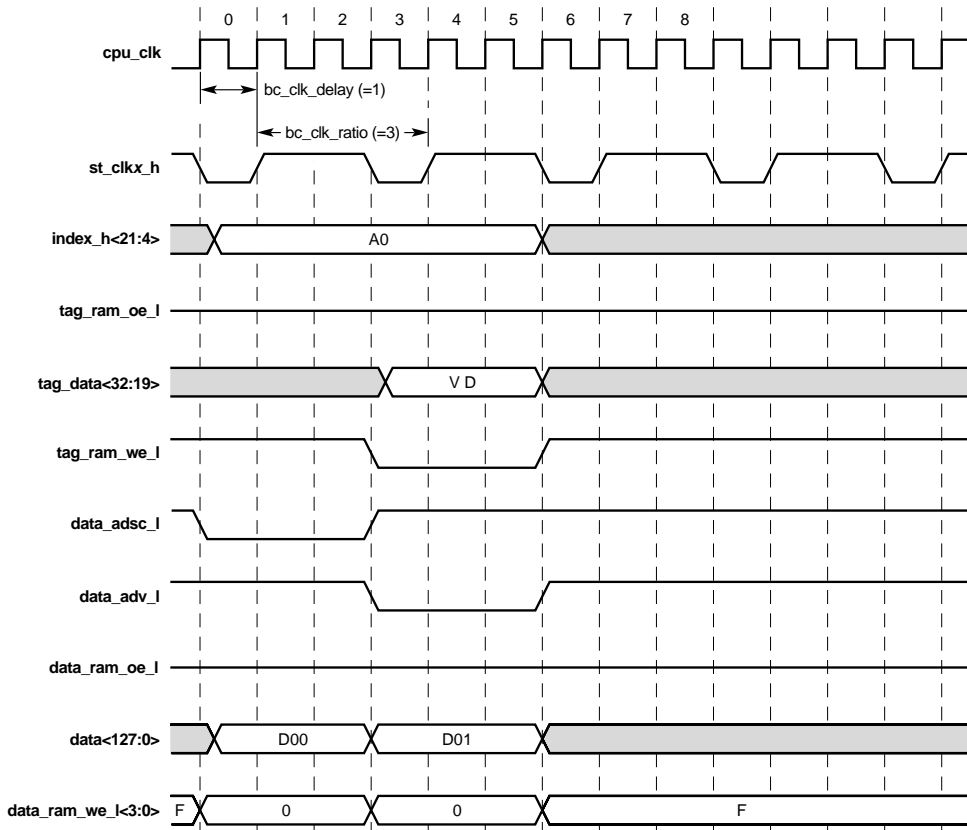 0 1 2 3 4 5 6 7 8
cpu_clk
bc_clk_delay (=1)
bc_clk_ratio (=3)
st_clkx_h
index_h<21:4>
A0
tag_ram_oe_l
tag_data<32:19>
V D
tag_ram_we_l
data_adsc_l
data_adv_l
data_ram_oe_l
data<127:0>
D00 D01
data_ram_we_l<3:0>
F 0 0 F